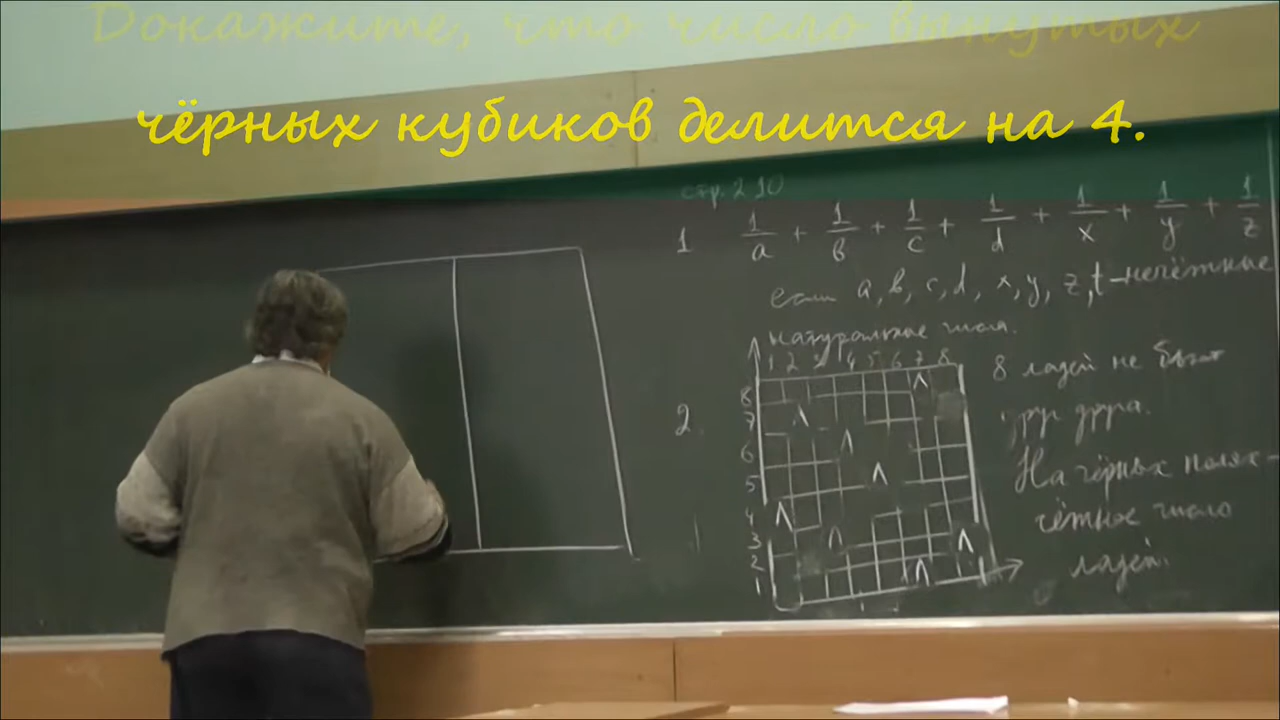 Докажите, что число вынутых
чёрных кубиков делится на 4.
стр. 210
1 1/a + 1/в + 1/c + 1/d + 1/x + 1/y + 1/z
если a, в, c, d, x, y, z, t – нечётные
натуральные числа.
1 2 3 4 5 6 7 8
8 ладей не бьют
друг друга.
2.
8
7
6
5
4
3
2
1
На чёрных полях –
чётное число
ладей.